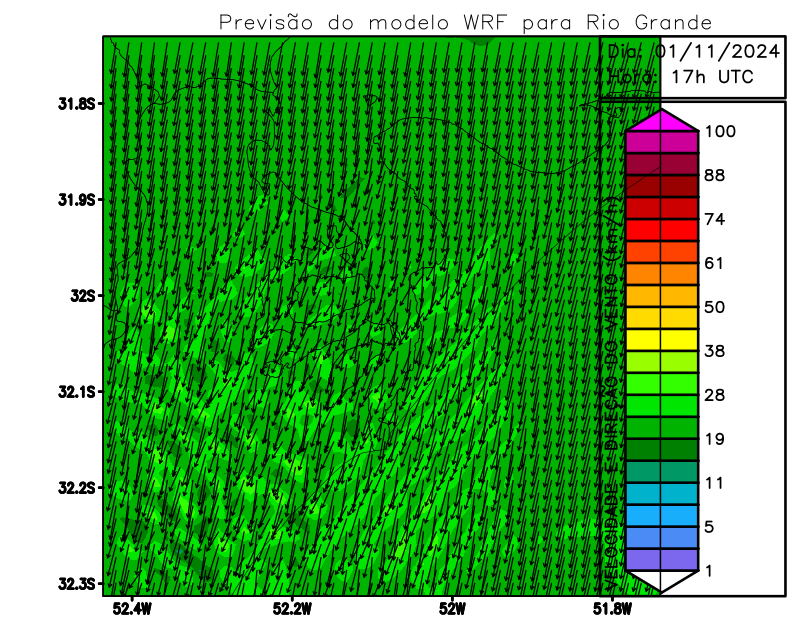 Previsão do modelo WRF para Rio Grande
Dia: 01/11/2024
Hora: 17h UTC
31.8S
31.9S
32S
32.1S
32.2S
32.3S
52.4W
52.2W
52W
51.8W
VELOCIDADE E DIREÇÃO DO VENTO (km/h)
100
88
74
61
50
38
28
19
11
5
1